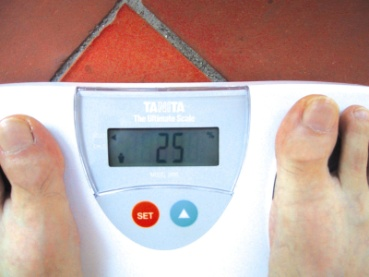 TANITA
The Ultimate Scale
25
SET